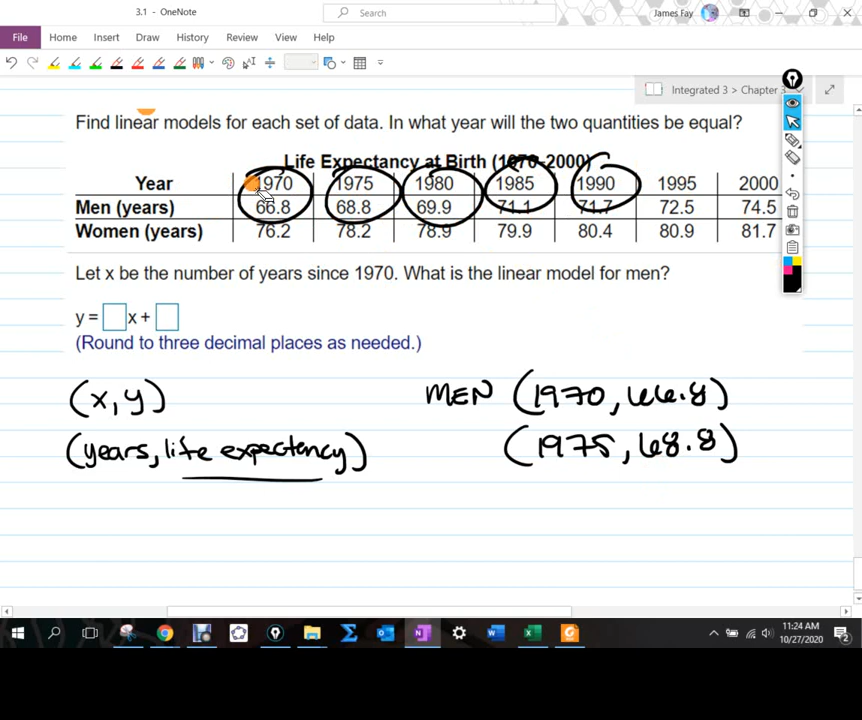 3.1 - OneNote
Search
James Fay
File Home Insert Draw History Review View Help
Integrated 3 > Chapter 3
Find linear models for each set of data. In what year will the two quantities be equal?
Life Expectancy at Birth (1970-2000)
Year 1970 1975 1980 1985 1990 1995 2000
Men (years) 66.8 68.8 69.9 71.1 71.7 72.5 74.5
Women (years) 76.2 78.2 78.9 79.9 80.4 80.9 81.7
Let x be the number of years since 1970. What is the linear model for men?
y = x +
(Round to three decimal places as needed.)
(x,y)
MEN (1970, 66.8)
(years, life expectency)
(1975, 68.8)
11:24 AM
10/27/2020
2